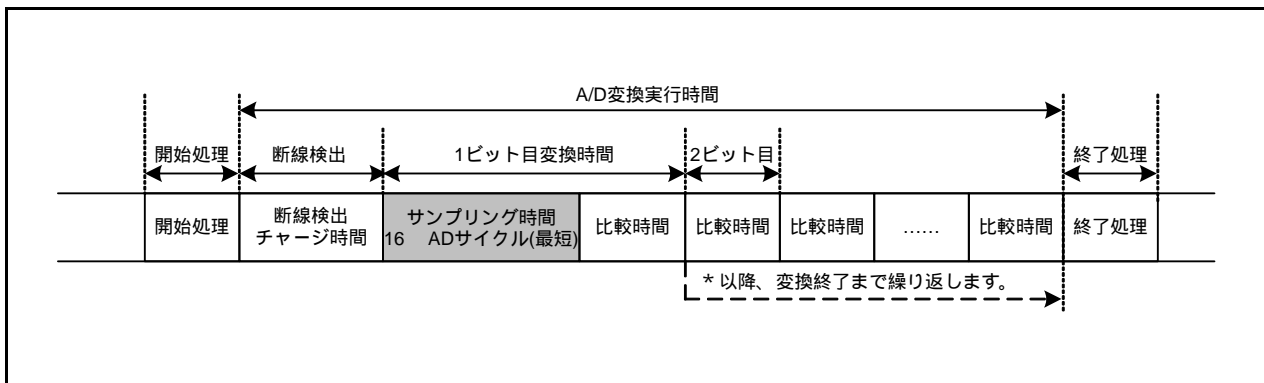 A/D変換実行時間
開始処理 断線検出 1ビット目変換時間 2ビット目 終了処理
開始処理 断線検出 チャージ時間 サンプリング時間 16 ADサイクル(最短) 比較時間 比較時間 比較時間 …… 比較時間 終了処理
* 以降、変換終了まで繰り返します。